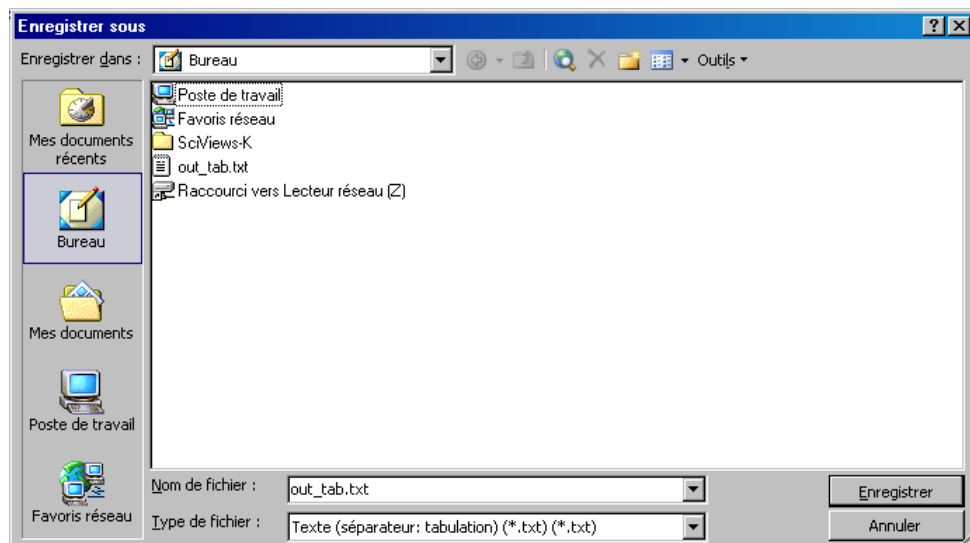 Enregistrer sous
Enregistrer dans :
Bureau
Outils
Mes documents
récents
Bureau
Mes documents
Poste de travail
Favoris réseau
Poste de travail
Favoris réseau
SciViews-K
out_tab.txt
Raccourci vers Lecteur réseau (Z)
Nom de fichier :
out_tab.txt
Enregistrer
Type de fichier :
Texte (séparateur: tabulation) (*.txt) (*.txt)
Annuler